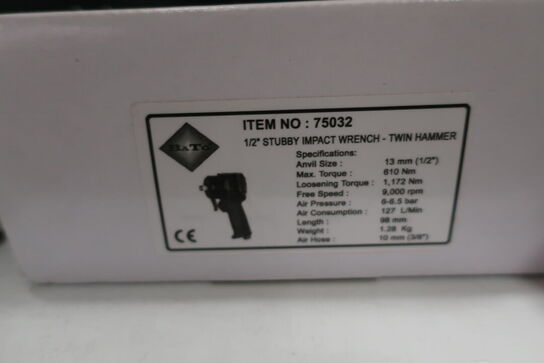 ITEM NO : 75032
1/2" STUBBY IMPACT WRENCH - TWIN HAMMER
BATO
Specifications:
Anvil Size : 13 mm (1/2")
Max. Torque : 610 Nm
Loosening Torque : 1,172 Nm
Free Speed : 9,000 rpm
Air Pressure : 6-6.5 bar
Air Consumption : 127 L/Min
Length : 98 mm
Weight : 1.28 Kg
Air Hose : 10 mm (3/8")
CE